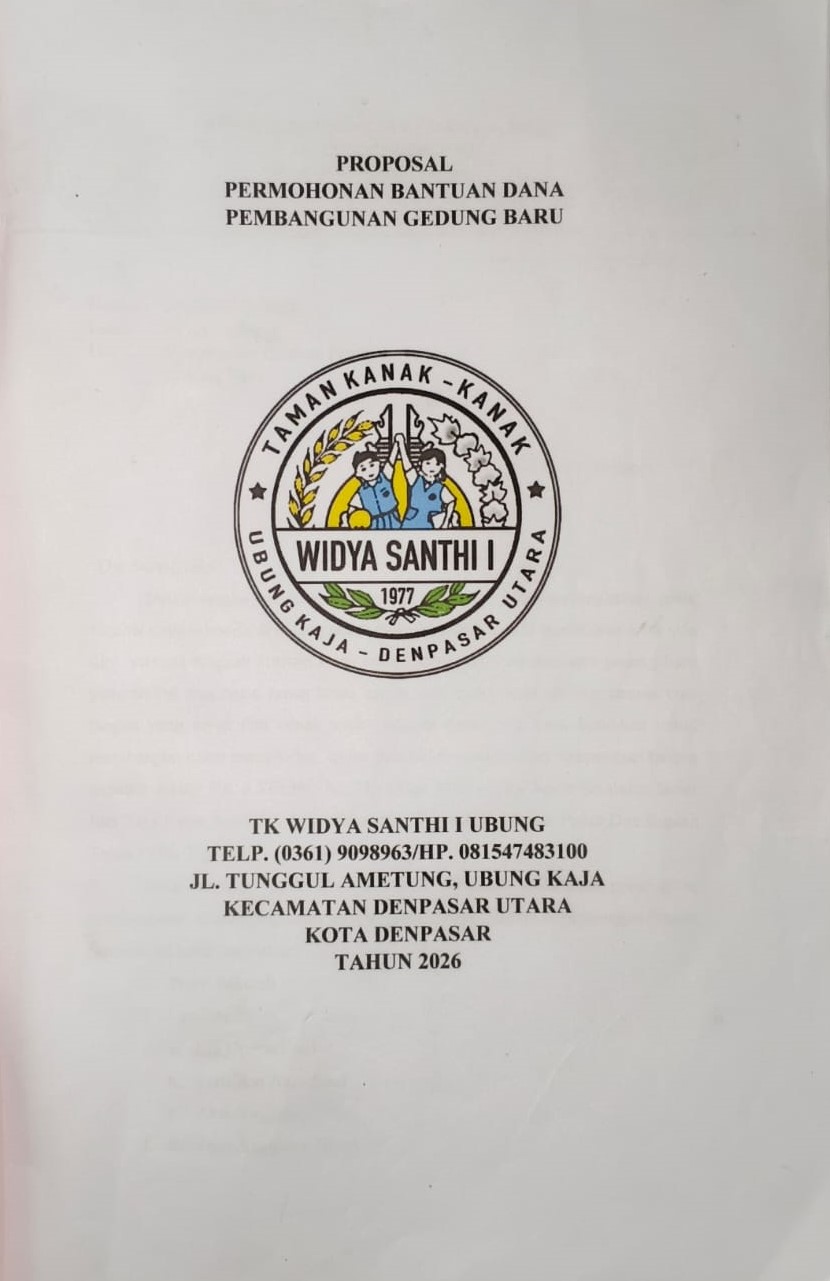 PROPOSAL
PERMOHONAN BANTUAN DANA
PEMBANGUNAN GEDUNG BARU
TAMAN KANAK - KANAK
WIDYA SANTHI I
1977
UBUNG KAJA - DENPASAR UTARA
TK WIDYA SANTHI I UBUNG
TELP. (0361) 9098963/HP. 081547483100
JL. TUNGGUL AMETUNG, UBUNG KAJA
KECAMATAN DENPASAR UTARA
KOTA DENPASAR
TAHUN 2026